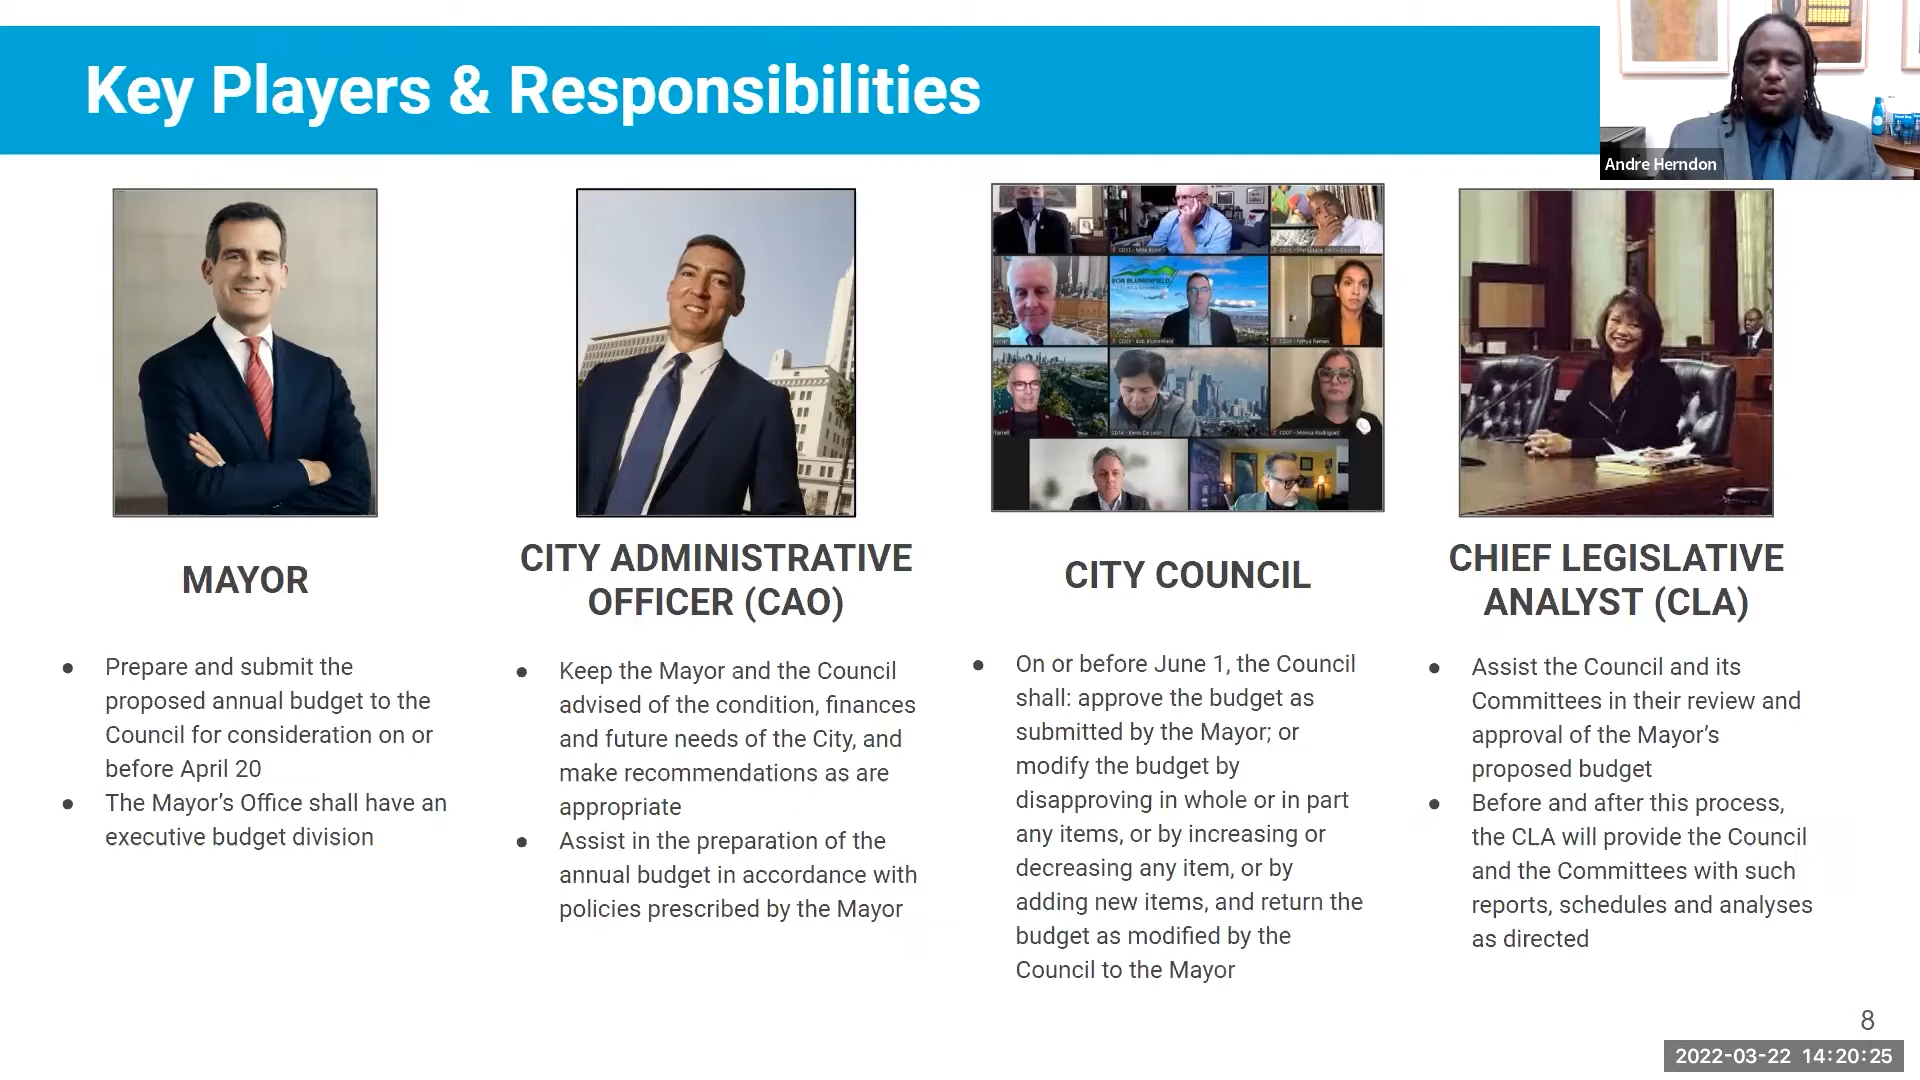 Key Players & Responsibilities
Andre Herndon
BOB BLUMENFIELD
MAYOR
CITY ADMINISTRATIVE
OFFICER (CAO)
CITY COUNCIL
CHIEF LEGISLATIVE
ANALYST (CLA)
● Prepare and submit the
proposed annual budget to the
Council for consideration on or
before April 20
● The Mayor’s Office shall have an
executive budget division
● Keep the Mayor and the Council
advised of the condition, finances
and future needs of the City, and
make recommendations as are
appropriate
● Assist in the preparation of the
annual budget in accordance with
policies prescribed by the Mayor
● On or before June 1, the Council
shall: approve the budget as
submitted by the Mayor; or
modify the budget by
disapproving in whole or in part
any items, or by increasing or
decreasing any item, or by
adding new items, and return the
budget as modified by the
Council to the Mayor
● Assist the Council and its
Committees in their review and
approval of the Mayor’s
proposed budget
● Before and after this process,
the CLA will provide the Council
and the Committees with such
reports, schedules and analyses
as directed
8
2022-03-22 14:20:25